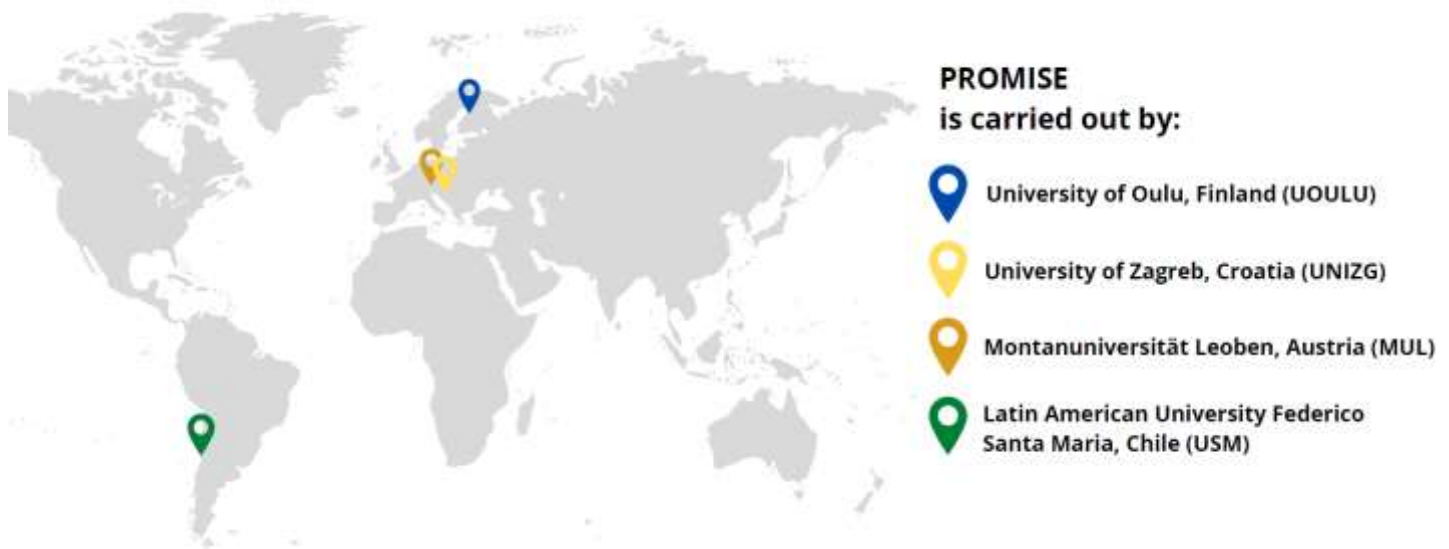 PROMISE
is carried out by:
University of Oulu, Finland (UOULU)
University of Zagreb, Croatia (UNIZG)
Montanuniversität Leoben, Austria (MUL)
Latin American University Federico
Santa Maria, Chile (USM)